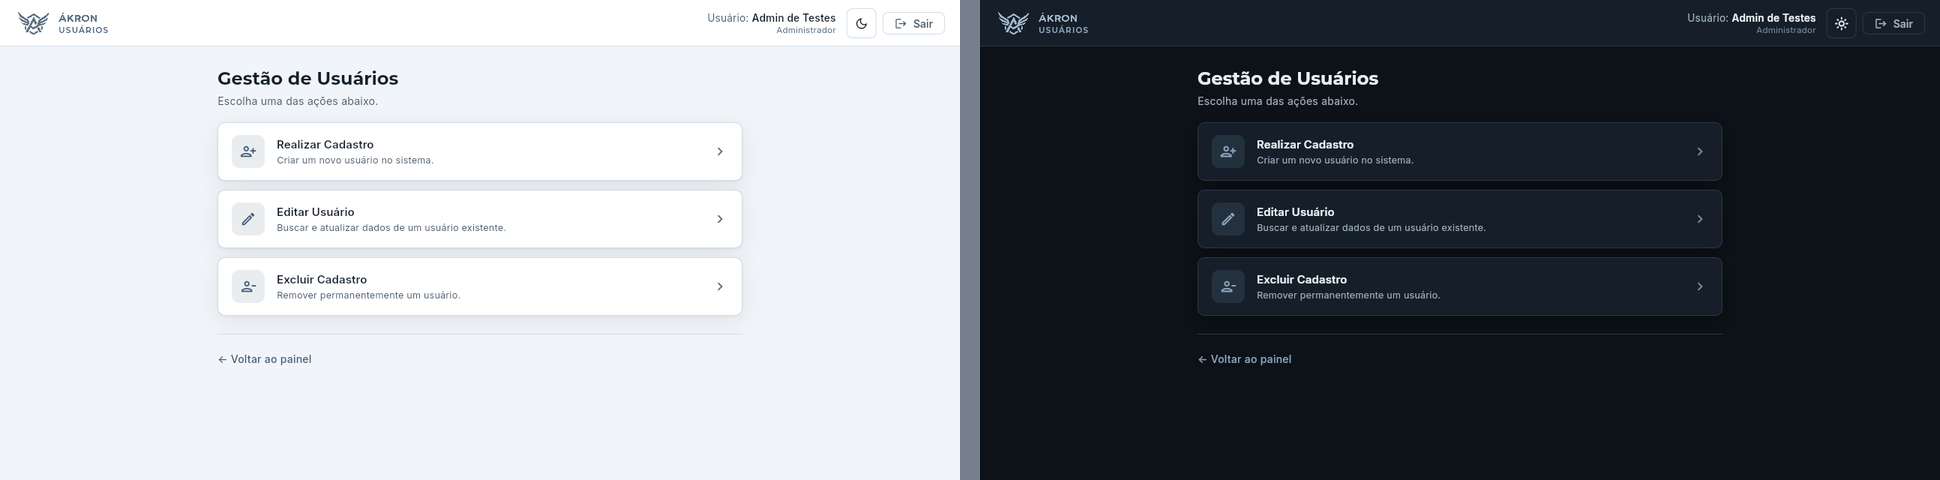 ÁKRON
USUÁRIOS
Usuário: Admin de Testes
Administrador
Sair
Gestão de Usuários
Escolha uma das ações abaixo.
Realizar Cadastro
Criar um novo usuário no sistema.
Editar Usuário
Buscar e atualizar dados de um usuário existente.
Excluir Cadastro
Remover permanentemente um usuário.
← Voltar ao painel
ÁKRON
USUÁRIOS
Usuário: Admin de Testes
Administrador
Sair
Gestão de Usuários
Escolha uma das ações abaixo.
Realizar Cadastro
Criar um novo usuário no sistema.
Editar Usuário
Buscar e atualizar dados de um usuário existente.
Excluir Cadastro
Remover permanentemente um usuário.
← Voltar ao painel